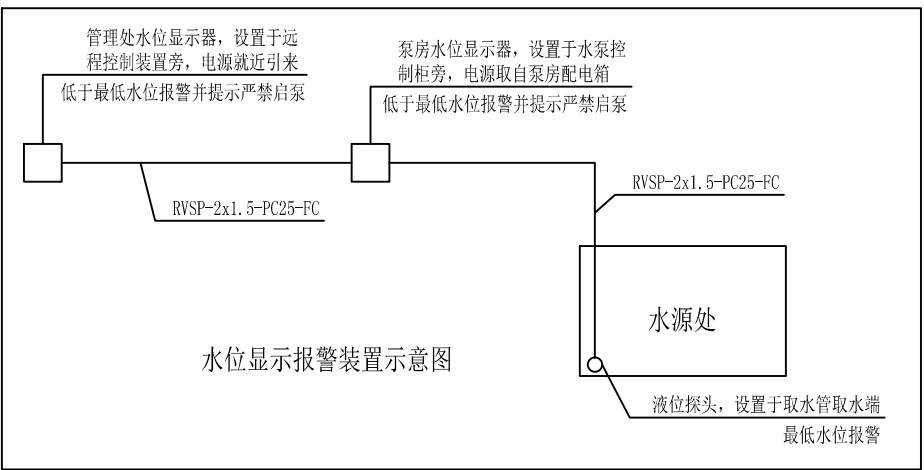 管理处水位显示器，设置于远
程控制装置旁，电源就近引来
低于最低水位报警并提示严禁启泵
泵房水位显示器，设置于水泵控
制柜旁，电源取自泵房配电箱
低于最低水位报警并提示严禁启泵
RVSP-2x1.5-PC25-FC
RVSP-2x1.5-PC25-FC
水源处
水位显示报警装置示意图
液位探头，设置于取水管取水端
最低水位报警